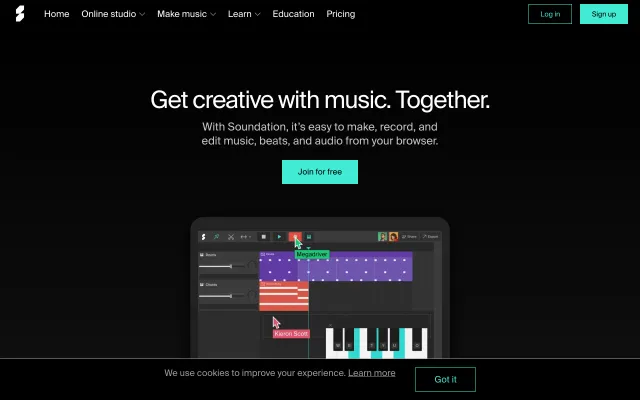 Home Online studio Make music Learn Education Pricing Log in Sign up
Get creative with music. Together.
With Soundation, it's easy to make, record, and
edit music, beats, and audio from your browser.
Join for free
Share
Megadriver
Kieron Scott
We use cookies to improve your experience. Learn more
Got it